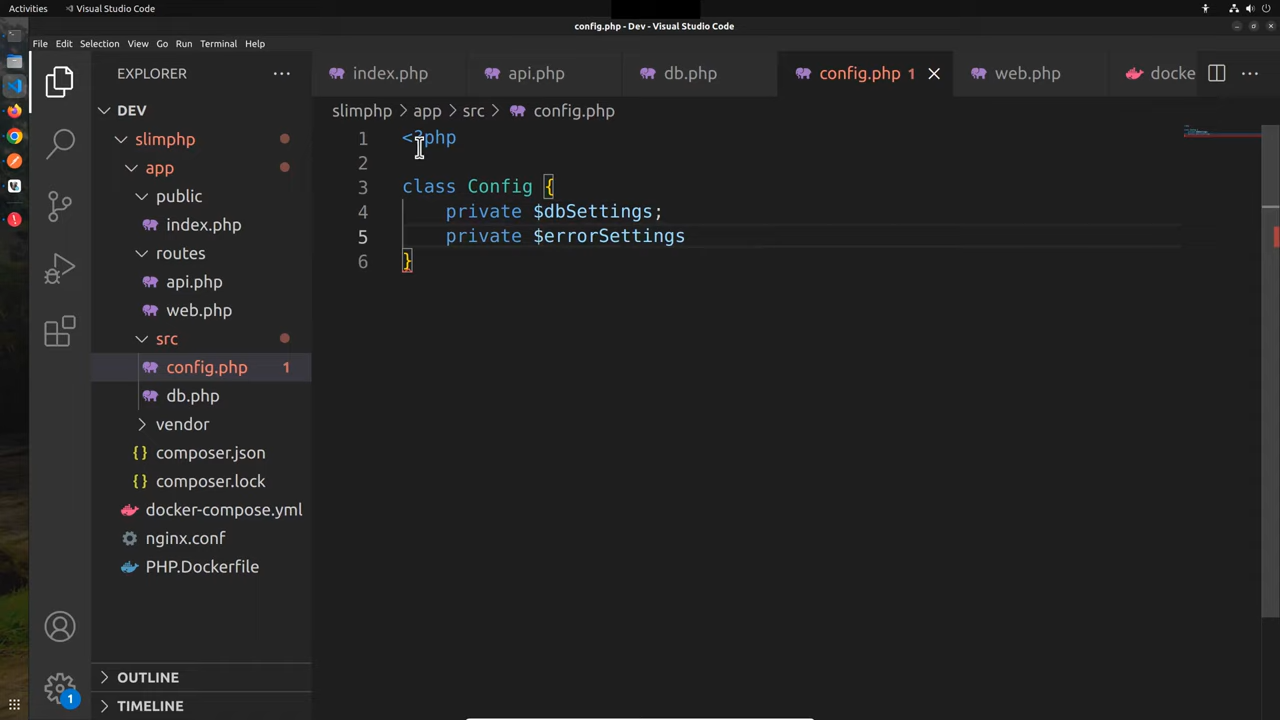 Activities
Visual Studio Code
config.php - Dev - Visual Studio Code
File Edit Selection View Go Run Terminal Help
EXPLORER
index.php
api.php
db.php
config.php 1
web.php
docke
DEV
slimphp > app > src > config.php
slimphp
app
public
index.php
routes
api.php
web.php
src
config.php 1
db.php
vendor
{} composer.json
{} composer.lock
docker-compose.yml
nginx.conf
PHP.Dockerfile
OUTLINE
TIMELINE
1
1 <?php
2
3 class Config {
4 private $dbSettings;
5 private $errorSettings
6 }